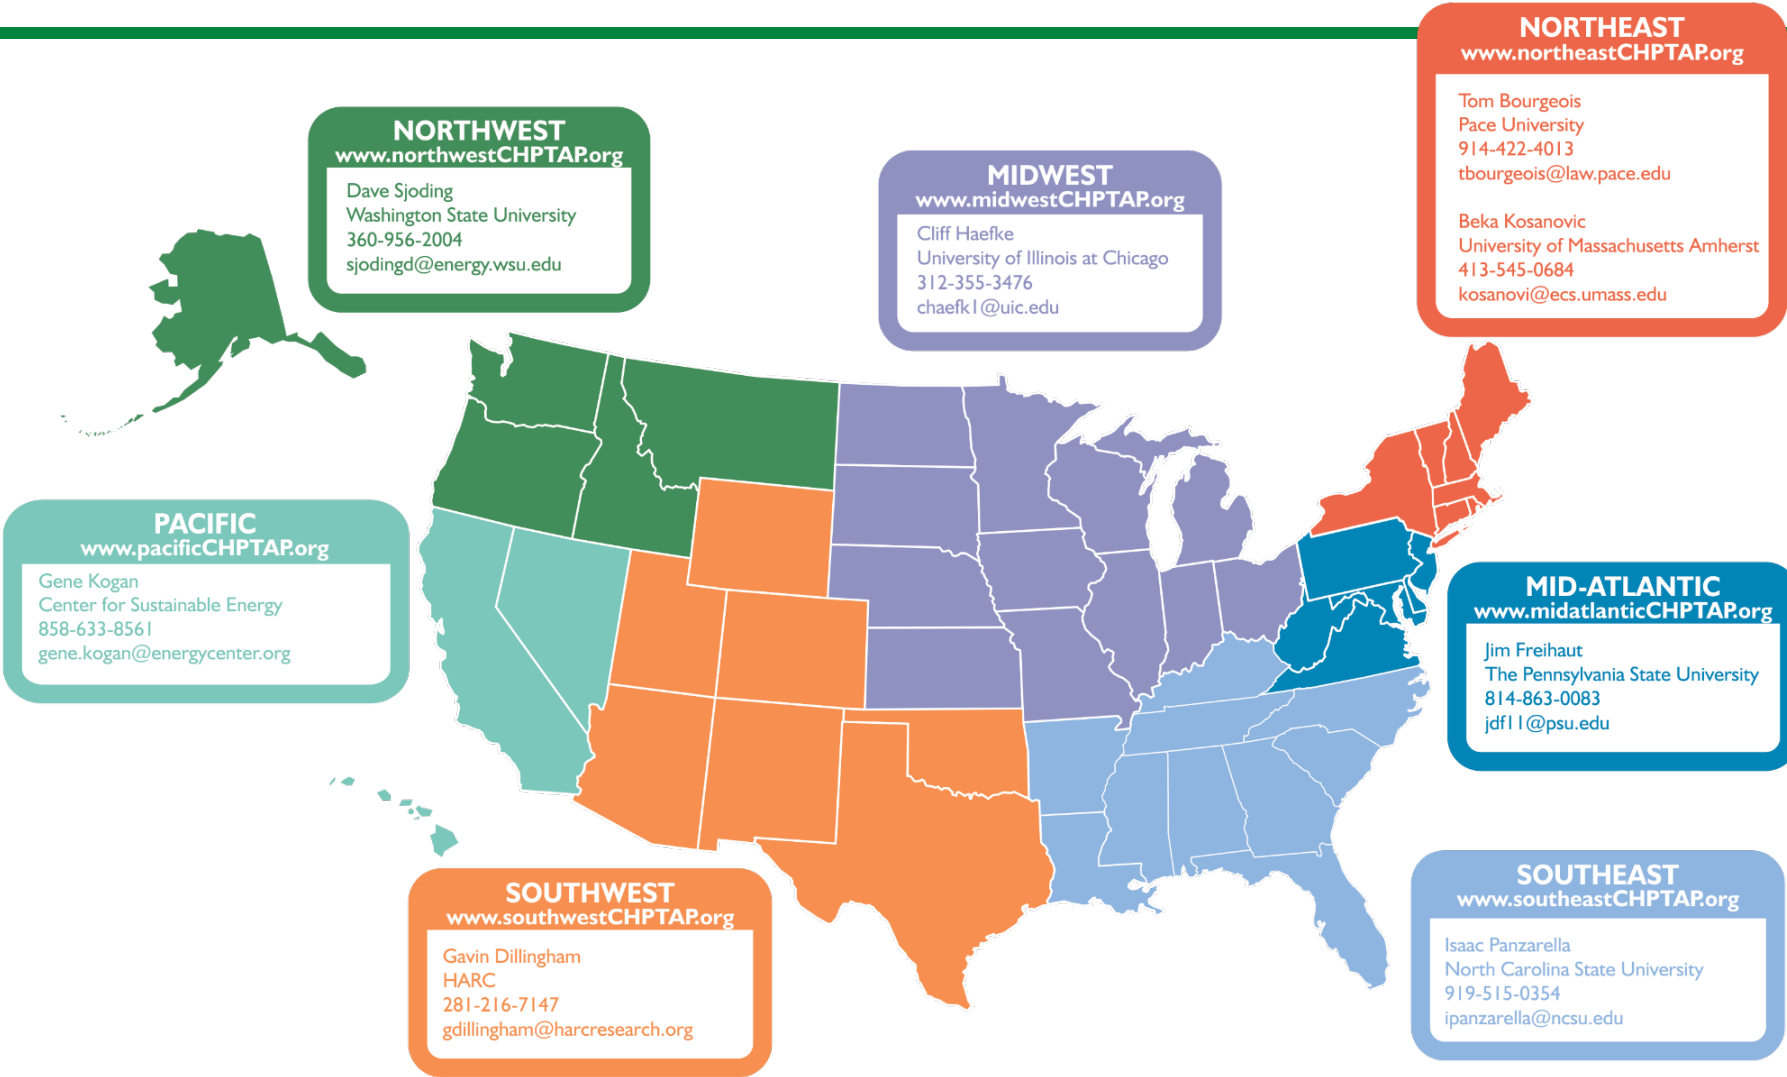 NORTHEAST
www.northeastCHPTAP.org
Tom Bourgeois
Pace University
914-422-4013
tbourgeois@law.pace.edu
Beka Kosanovic
University of Massachusetts Amherst
413-545-0684
kosanovi@ecs.umass.edu
NORTHWEST
www.northwestCHPTAP.org
Dave Sjoding
Washington State University
360-956-2004
sjodingd@energy.wsu.edu
MIDWEST
www.midwestCHPTAP.org
Cliff Haefke
University of Illinois at Chicago
312-355-3476
chaefk1@uic.edu
PACIFIC
www.pacificCHPTAP.org
Gene Kogan
Center for Sustainable Energy
858-633-8561
gene.kogan@energycenter.org
MID-ATLANTIC
www.midatlanticCHPTAP.org
Jim Freihaut
The Pennsylvania State University
814-863-0083
jdf11@psu.edu
SOUTHWEST
www.southwestCHPTAP.org
Gavin Dillingham
HARC
281-216-7147
gdillingham@harcresearch.org
SOUTHEAST
www.southeastCHPTAP.org
Isaac Panzarella
North Carolina State University
919-515-0354
ipanzarella@ncsu.edu